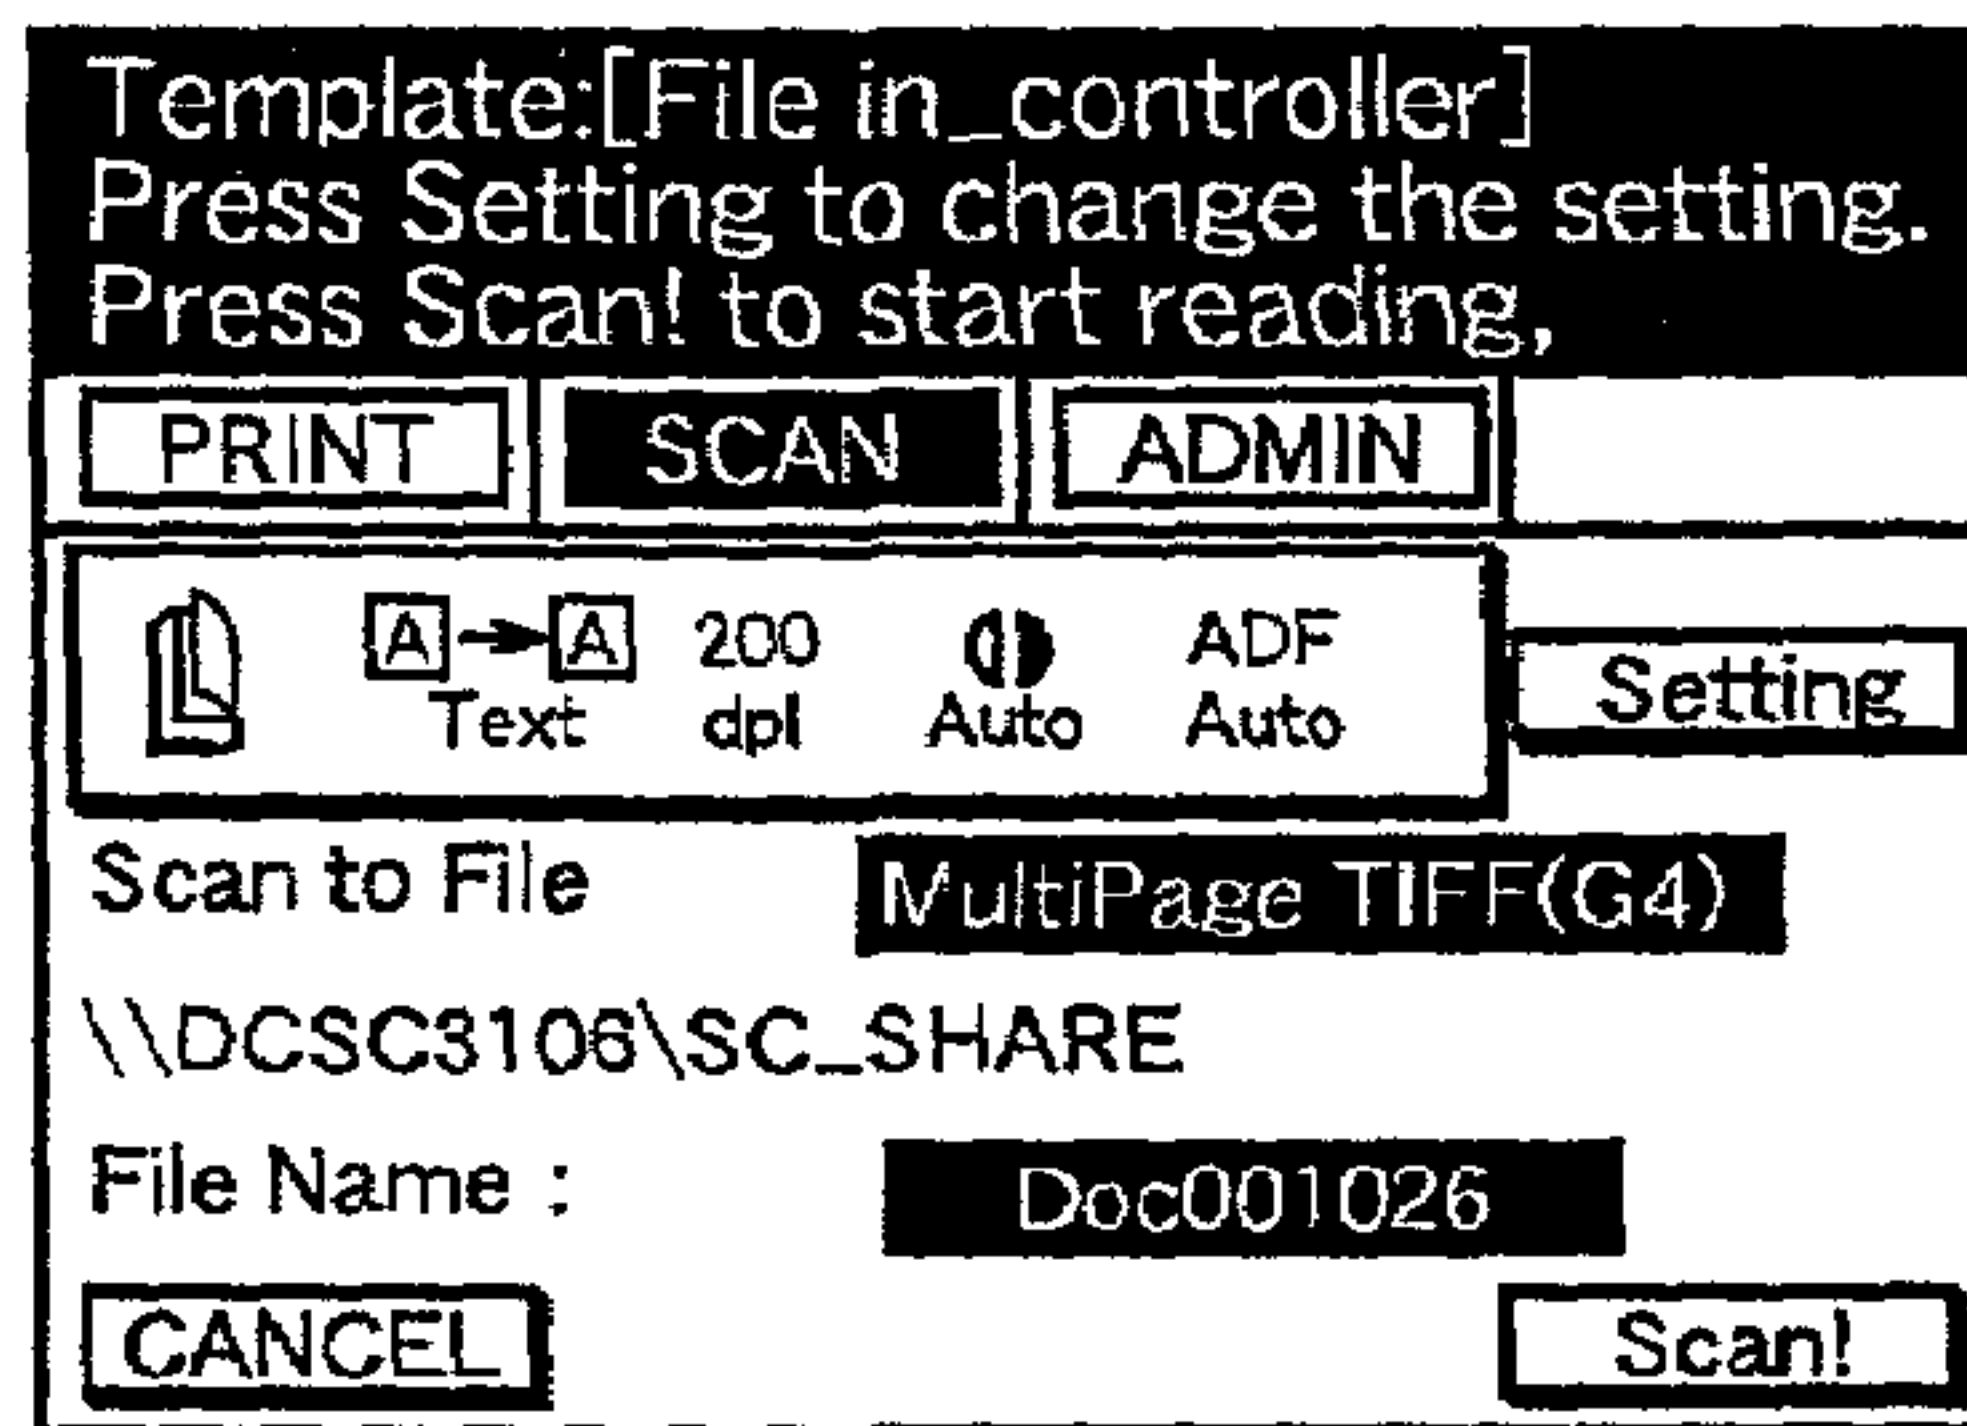 Template:[File in_controller]
Press Setting to change the setting.
Press Scan! to start reading,
PRINT SCAN ADMIN
A→A 200 ADF
Text dpl Auto Auto
Setting
Scan to File MultiPage TIFF(G4)
\\DCSC3106\SC_SHARE
File Name : Doc001026
CANCEL Scan!